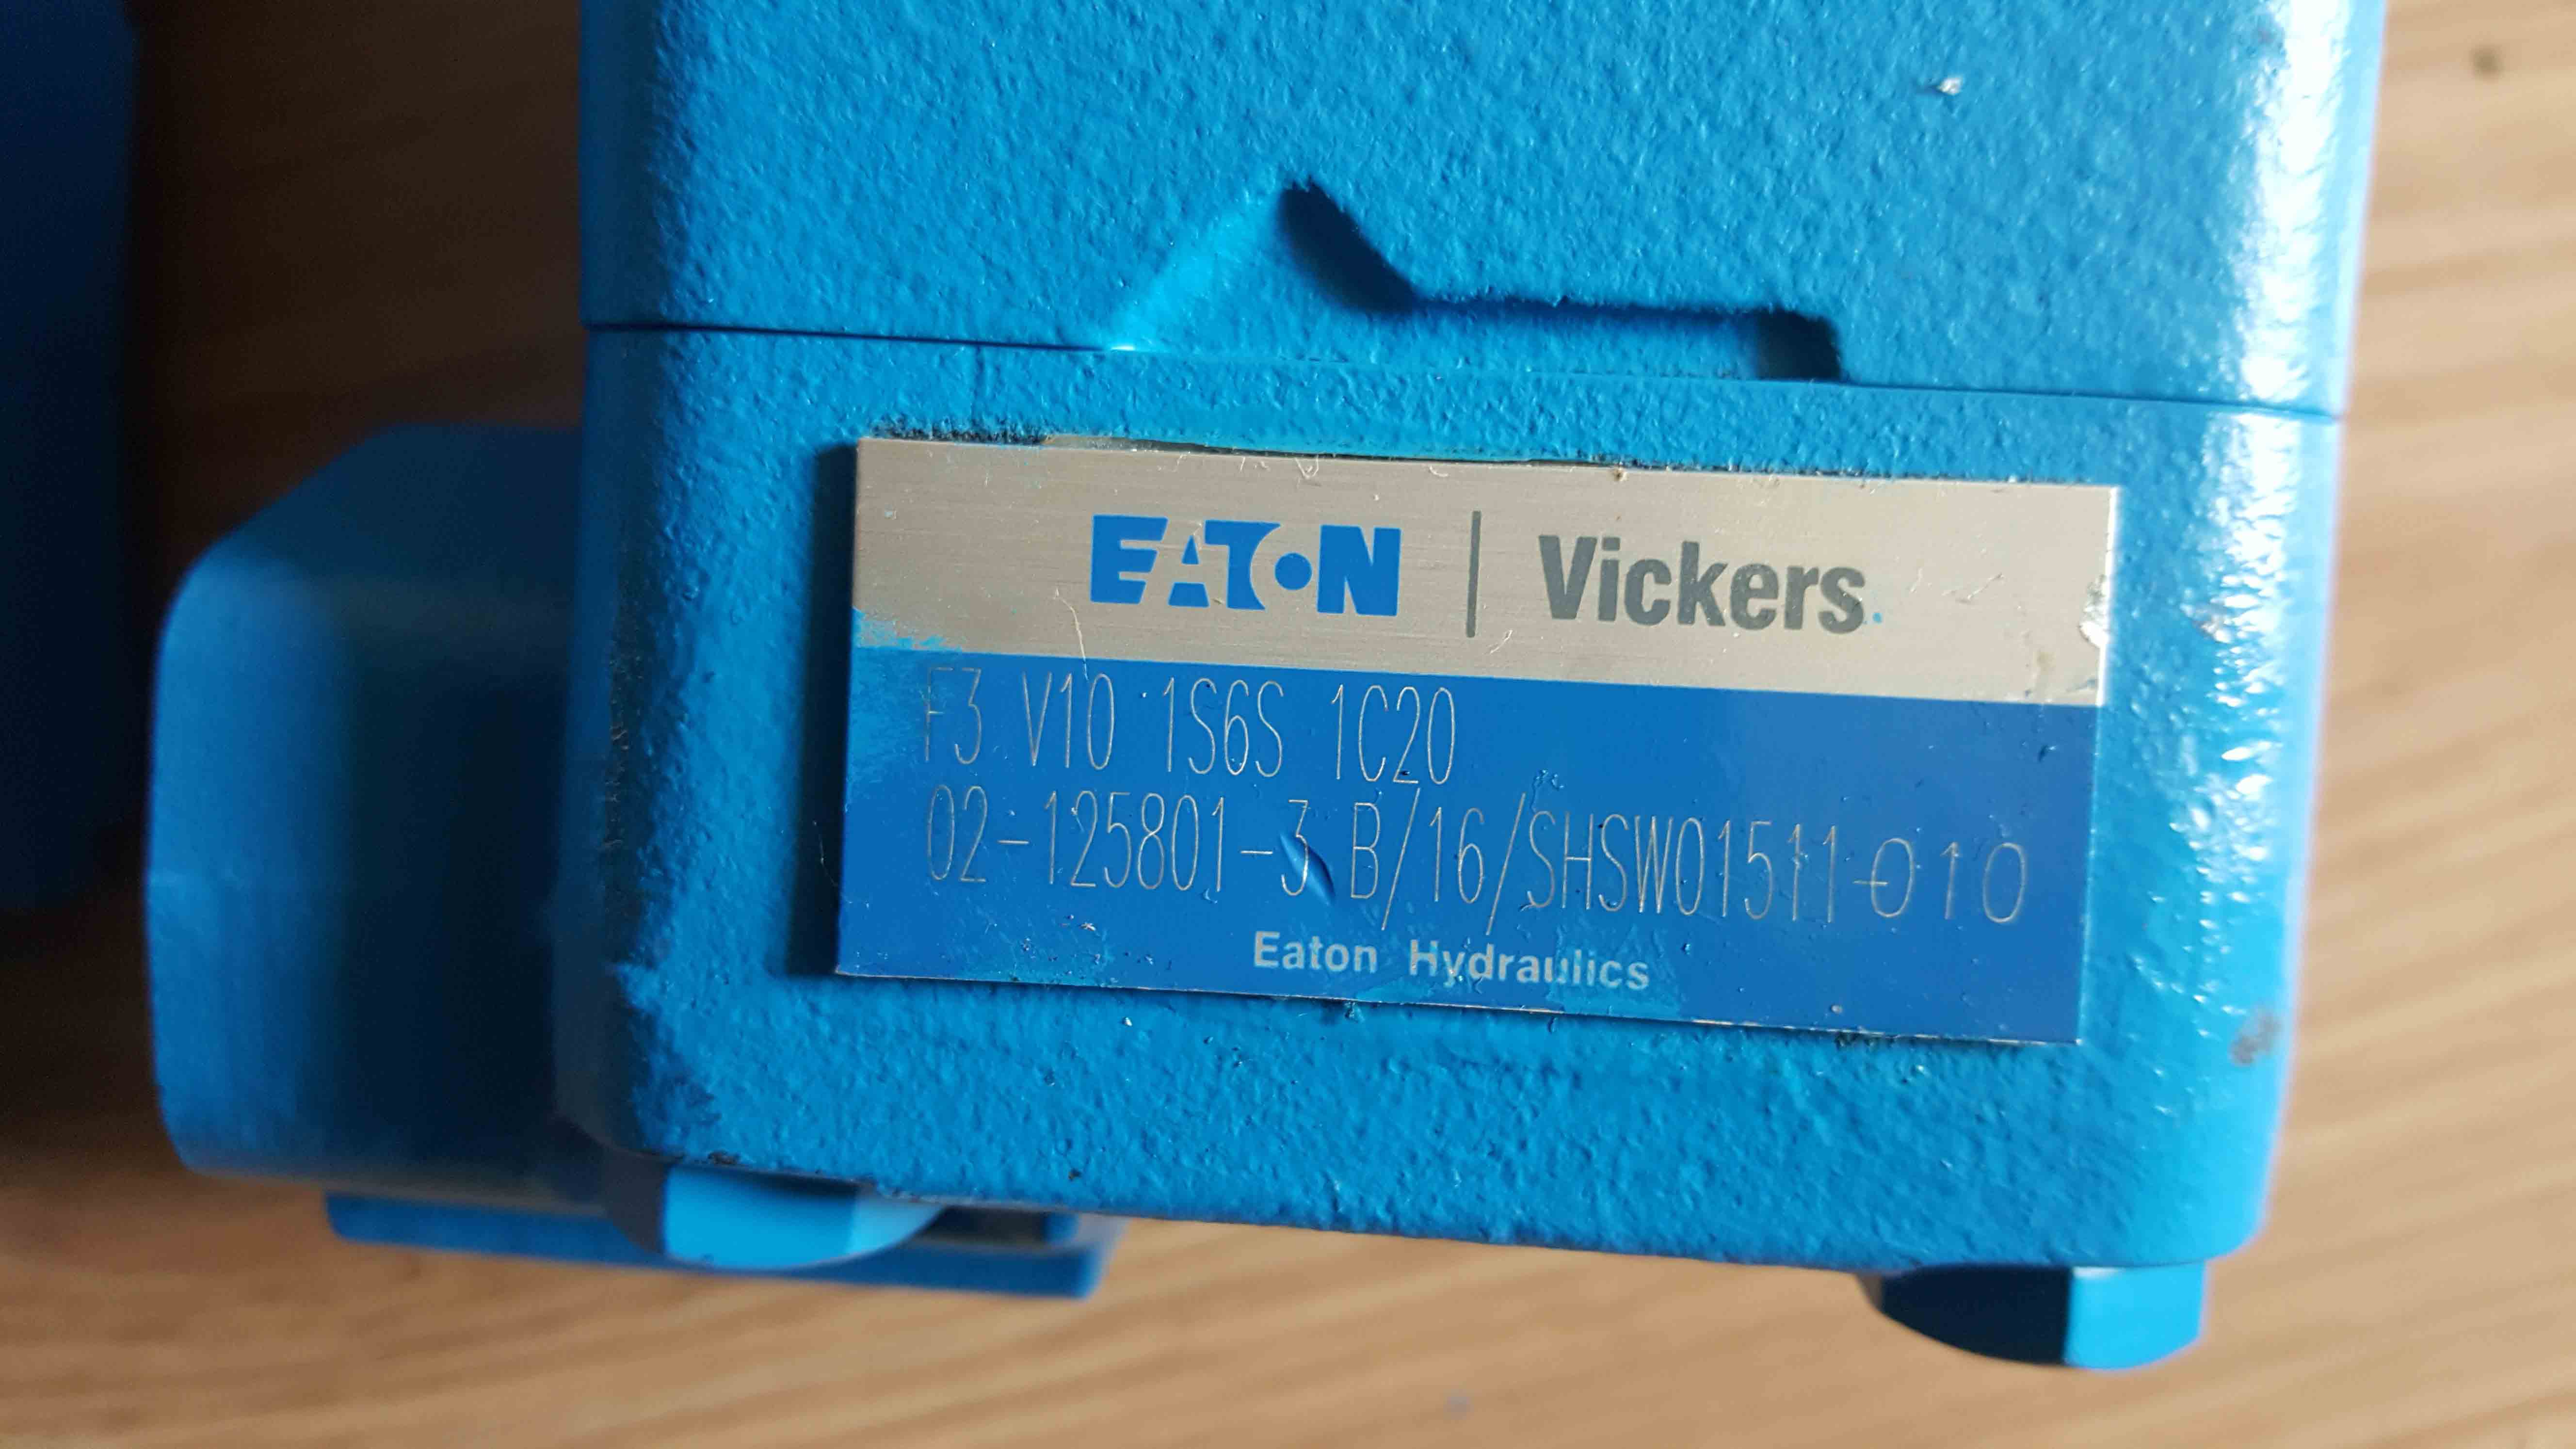 EATON | Vickers
F3 V10 1S6S 1C20
02-125801-3 B/16/SHSW01511-010
Eaton Hydraulics